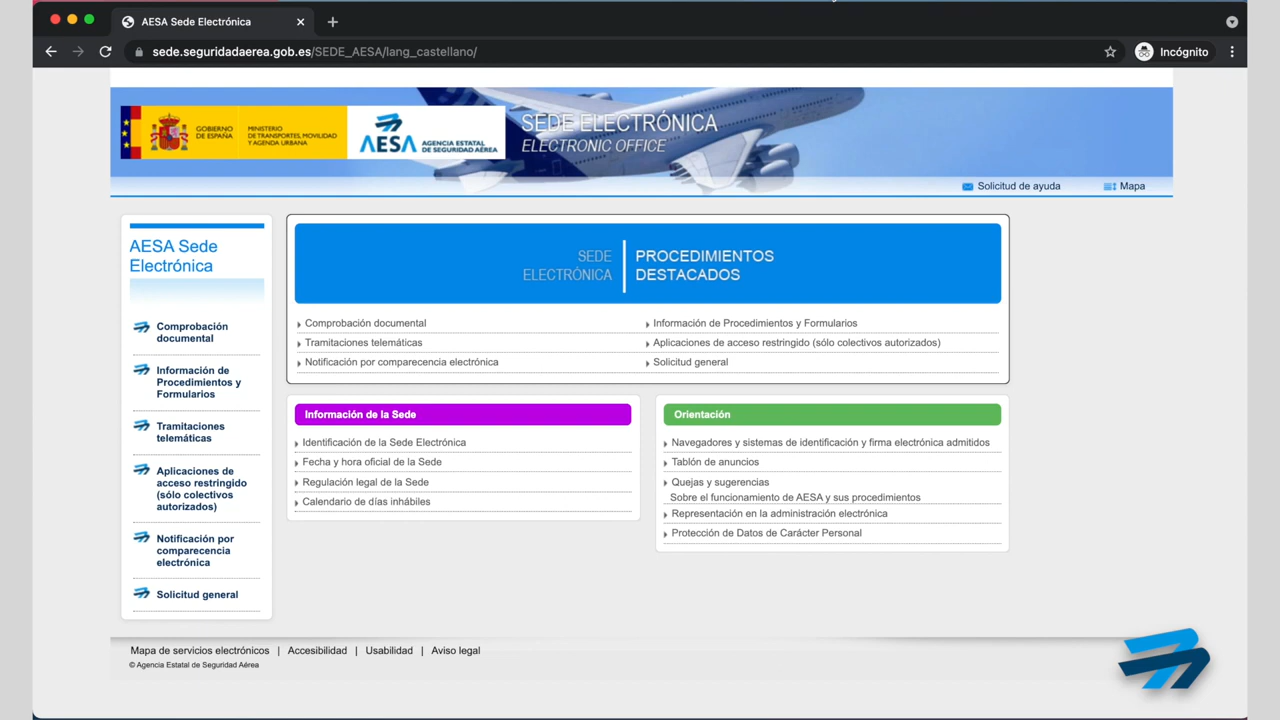 AESA Sede Electrónica
sede.seguridadaerea.gob.es/SEDE_AESA/lang_castellano/
Incógnito
GOBIERNO
DE ESPAÑA
MINISTERIO
DE TRANSPORTES, MOVILIDAD
Y AGENDA URBANA
AESA AGENCIA ESTATAL
DE SEGURIDAD AÉREA
SEDE ELECTRÓNICA
ELECTRONIC OFFICE
Solicitud de ayuda
Mapa
AESA Sede
Electrónica
Comprobación
documental
Información de
Procedimientos y
Formularios
Tramitaciones
telemáticas
Aplicaciones de
acceso restringido
(sólo colectivos
autorizados)
Notificación por
comparecencia
electrónica
Solicitud general
SEDE
ELECTRÓNICA
PROCEDIMIENTOS
DESTACADOS
Comprobación documental
Información de Procedimientos y Formularios
Tramitaciones telemáticas
Aplicaciones de acceso restringido (sólo colectivos autorizados)
Notificación por comparecencia electrónica
Solicitud general
Información de la Sede
Identificación de la Sede Electrónica
Fecha y hora oficial de la Sede
Regulación legal de la Sede
Calendario de días inhábiles
Orientación
Navegadores y sistemas de identificación y firma electrónica admitidos
Tablón de anuncios
Quejas y sugerencias
Sobre el funcionamiento de AESA y sus procedimientos
Representación en la administración electrónica
Protección de Datos de Carácter Personal
Mapa de servicios electrónicos | Accesibilidad | Usabilidad | Aviso legal
© Agencia Estatal de Seguridad Aérea